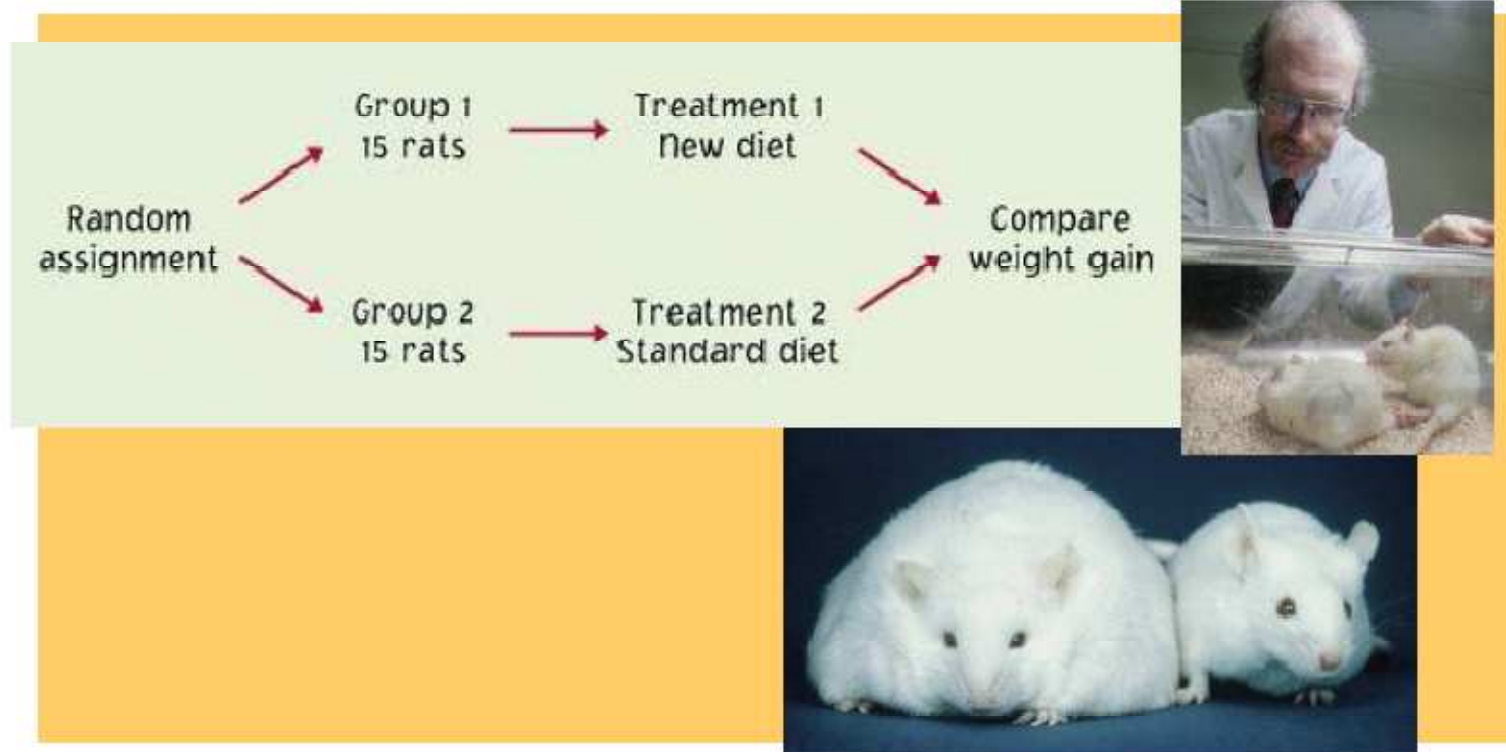 Random
assignment
Group 1
15 rats
Treatment 1
New diet
Group 2
15 rats
Treatment 2
Standard diet
Compare
weight gain